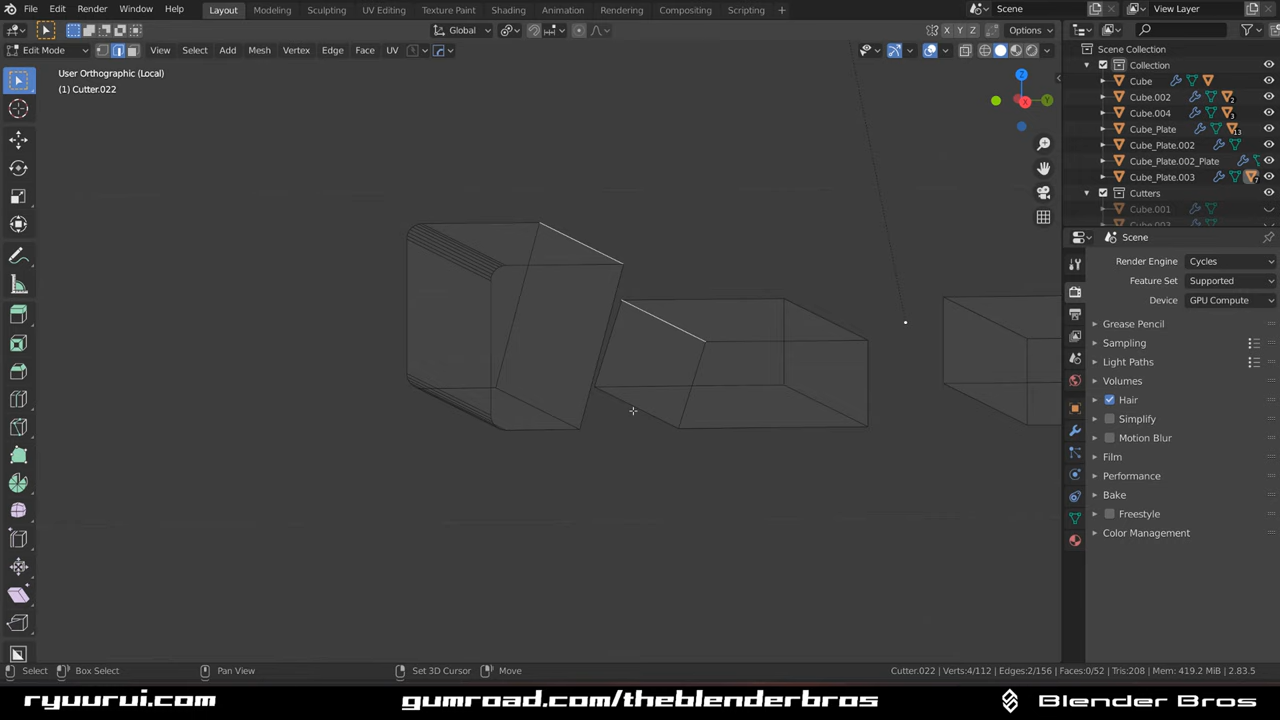 File Edit Render Window Help Layout Modeling Sculpting UV Editing Texture Paint Shading Animation Rendering Compositing Scripting + Scene View Layer
Global Options X Y Z
Edit Mode View Select Add Mesh Vertex Edge Face UV
User Orthographic (Local)
(1) Cutter.022
Z
Y
X
Scene Collection
Collection
Cube
Cube.002 2
Cube.004 3
Cube_Plate 13
Cube_Plate.002
Cube_Plate.002_Plate
Cube_Plate.003 7
Cutters
Cube.001
Scene
Render Engine Cycles
Feature Set Supported
Device GPU Compute
Grease Pencil
Sampling
Light Paths
Volumes
Hair
Simplify
Motion Blur
Film
Performance
Bake
Freestyle
Color Management
Select Box Select Pan View Set 3D Cursor Move Cutter.022 | Verts:4/112 | Edges:2/156 | Faces:0/52 | Tris:208 | Mem: 419.2 MiB | 2.83.5
ryuurui.com gumroad.com/theblenderbros Blender Bros